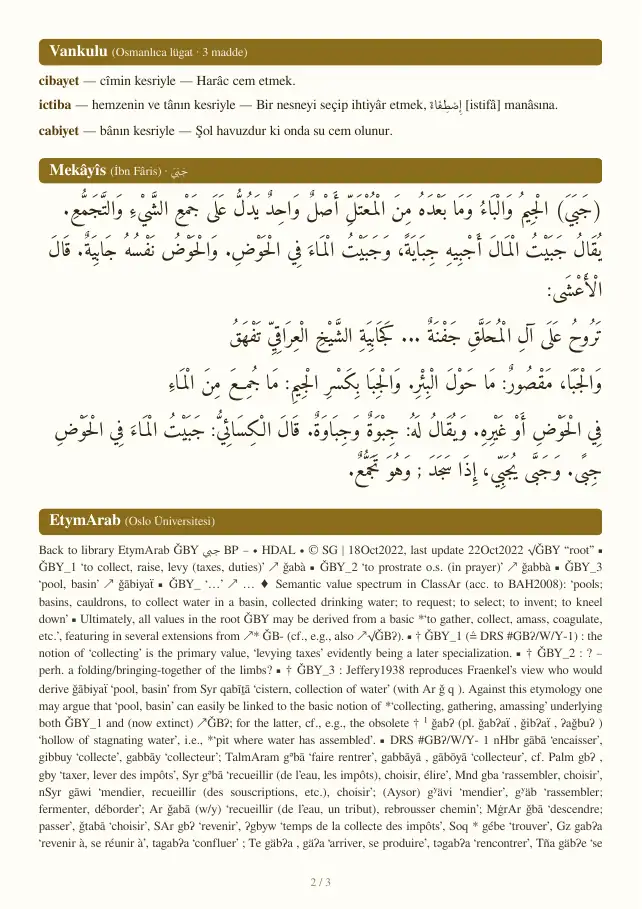 Vankulu (Osmanlıca lügat · 3 madde)
cibayet — cîmin kesriyle — Harâc cem etmek.
ictiba — hemzenin ve tânın kesriyle — Bir nesneyi seçip ihtiyâr etmek, إِصْطِفَاءْ [istifâ] manâsına.
cabiyet — bânın kesriyle — Şol havuzdur ki onda su cem olunur.
Mekâyîs (İbn Fâris) · جَبَيَ
(جَبَيَ) الْجِيمُ وَالْبَاءُ وَمَا بَعْدَهُ مِنَ الْمُعْتَلِّ أَصْلٌ وَاحِدٌ يَدُلُّ عَلَى جَمْعِ الشَّيْءِ وَالتَّجَمُّعِ.
يُقَالُ جَبَيْتُ الْمَالَ أَجْبِيهِ جِبَايَةً، وَجَبَيْتُ الْمَاءَ فِي الْحَوْضِ. وَالْحَوْضُ نَفْسُهُ جَابِيَةٌ. قَالَ
الْأَعْشَى:
تَرُوحُ عَلَى آلِ الْمُحَلَّقِ جَفْنَةٌ ... كَجَابِيَةِ الشَّيْخِ الْعِرَاقِيِّ تَفْهَقُ
وَالْجَبَا، مَقْصُورٌ: مَا حَوْلَ الْبِئْرِ. وَالْجِبَا بِكَسْرِ الْجِيمِ: مَا جُمِعَ مِنَ الْمَاءِ
فِي الْحَوْضِ أَوْ غَيْرِهِ. وَيُقَالُ لَهُ: جِبْوَةٌ وَجِبَاوَةٌ. قَالَ الْكِسَائِيُّ: جَبَيْتُ الْمَاءَ فِي الْحَوْضِ
جِبًى. وَجَبَّى يُجَبِّي، إِذَا سَجَدَ ; وَهُوَ تَجَمُّعٌ.
EtymArab (Oslo Üniversitesi)
Back to library EtymArab ǦBY جبي BP – • HDAL • © SG | 18Oct2022, last update 22Oct2022 √ǦBY “root” ▪
ǦBY_1 ‘to collect, raise, levy (taxes, duties)’ ↗ ǧabà ▪ ǦBY_2 ‘to prostrate o.s. (in prayer)’ ↗ ǧabbà ▪ ǦBY_3
‘pool, basin’ ↗ ǧābiyaẗ ▪ ǦBY_ ‘…’ ↗ … ♦ Semantic value spectrum in ClassAr (acc. to BAH2008): ‘pools;
basins, cauldrons, to collect water in a basin, collected drinking water; to request; to select; to invent; to kneel
down’ ▪ Ultimately, all values in the root ǦBY may be derived from a basic *‘to gather, collect, amass, coagulate,
etc.’, featuring in several extensions from ↗* ǦB- (cf., e.g., also ↗√ǦBʔ). ▪ † ǦBY_1 (≙ DRS #GBʔ/W/Y-1) : the
notion of ‘collecting’ is the primary value, ‘levying taxes’ evidently being a later specialization. ▪ † ǦBY_2 : ? –
perh. a folding/bringing-together of the limbs? ▪ † ǦBY_3 : Jeffery1938 reproduces Fraenkel’s view who would
derive ǧābiyaẗ ‘pool, basin’ from Syr qabīṯā ‘cistern, collection of water’ (with Ar ǧ q ). Against this etymology one
may argue that ‘pool, basin’ can easily be linked to the basic notion of *‘collecting, gathering, amassing’ underlying
both ǦBY_1 and (now extinct) ↗ǦBʔ; for the latter, cf., e.g., the obsolete † ¹ ǧabʔ (pl. ǧabʔaẗ , ǧibʔaẗ , ʔaǧbuʔ )
‘hollow of stagnating water’, i.e., *‘pit where water has assembled’. ▪ DRS #GBʔ/W/Y- 1 nHbr gābā ‘encaisser’,
gibbuy ‘collecte’, gabbāy ‘collecteur’; TalmAram gᵊbā ‘faire rentrer’, gabbāyā , gābōyā ‘collecteur’, cf. Palm gbʔ ,
gby ‘taxer, lever des impôts’, Syr gᵊbā ‘recueillir (de l’eau, les impôts), choisir, élire’, Mnd gba ‘rassembler, choisir’,
nSyr gāwi ‘mendier, recueillir (des souscriptions, etc.), choisir’; (Aysor) gʸävi ‘mendier’, gʸäb ‘rassembler;
fermenter, déborder’; Ar ǧabā (w/y) ‘recueillir (de l’eau, un tribut), rebrousser chemin’; MġrAr ǧbā ‘descendre;
passer’, ǧtabā ‘choisir’, SAr gbʔ ‘revenir’, ʔgbyw ‘temps de la collecte des impôts’, Soq * gébe ‘trouver’, Gz gabʔa
‘revenir à, se réunir à’, tagabʔa ‘confluer’ ; Te gäbʔa , gäʔa ‘arriver, se produire’, təgabʔa ‘rencontrer’, Tña gäbʔe ‘se
2 / 3